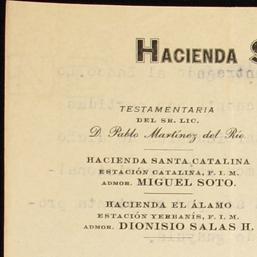 HACIENDA S
TESTAMENTARIA
DEL SR. LIC.
D. Pablo Martínez del Río
HACIENDA SANTA CATALINA
ESTACIÓN CATALINA, F. I. M.
ADMOR. MIGUEL SOTO.
HACIENDA EL ÁLAMO
ESTACIÓN YERBANÍS, F. I. M.
ADMOR. DIONISIO SALAS H.